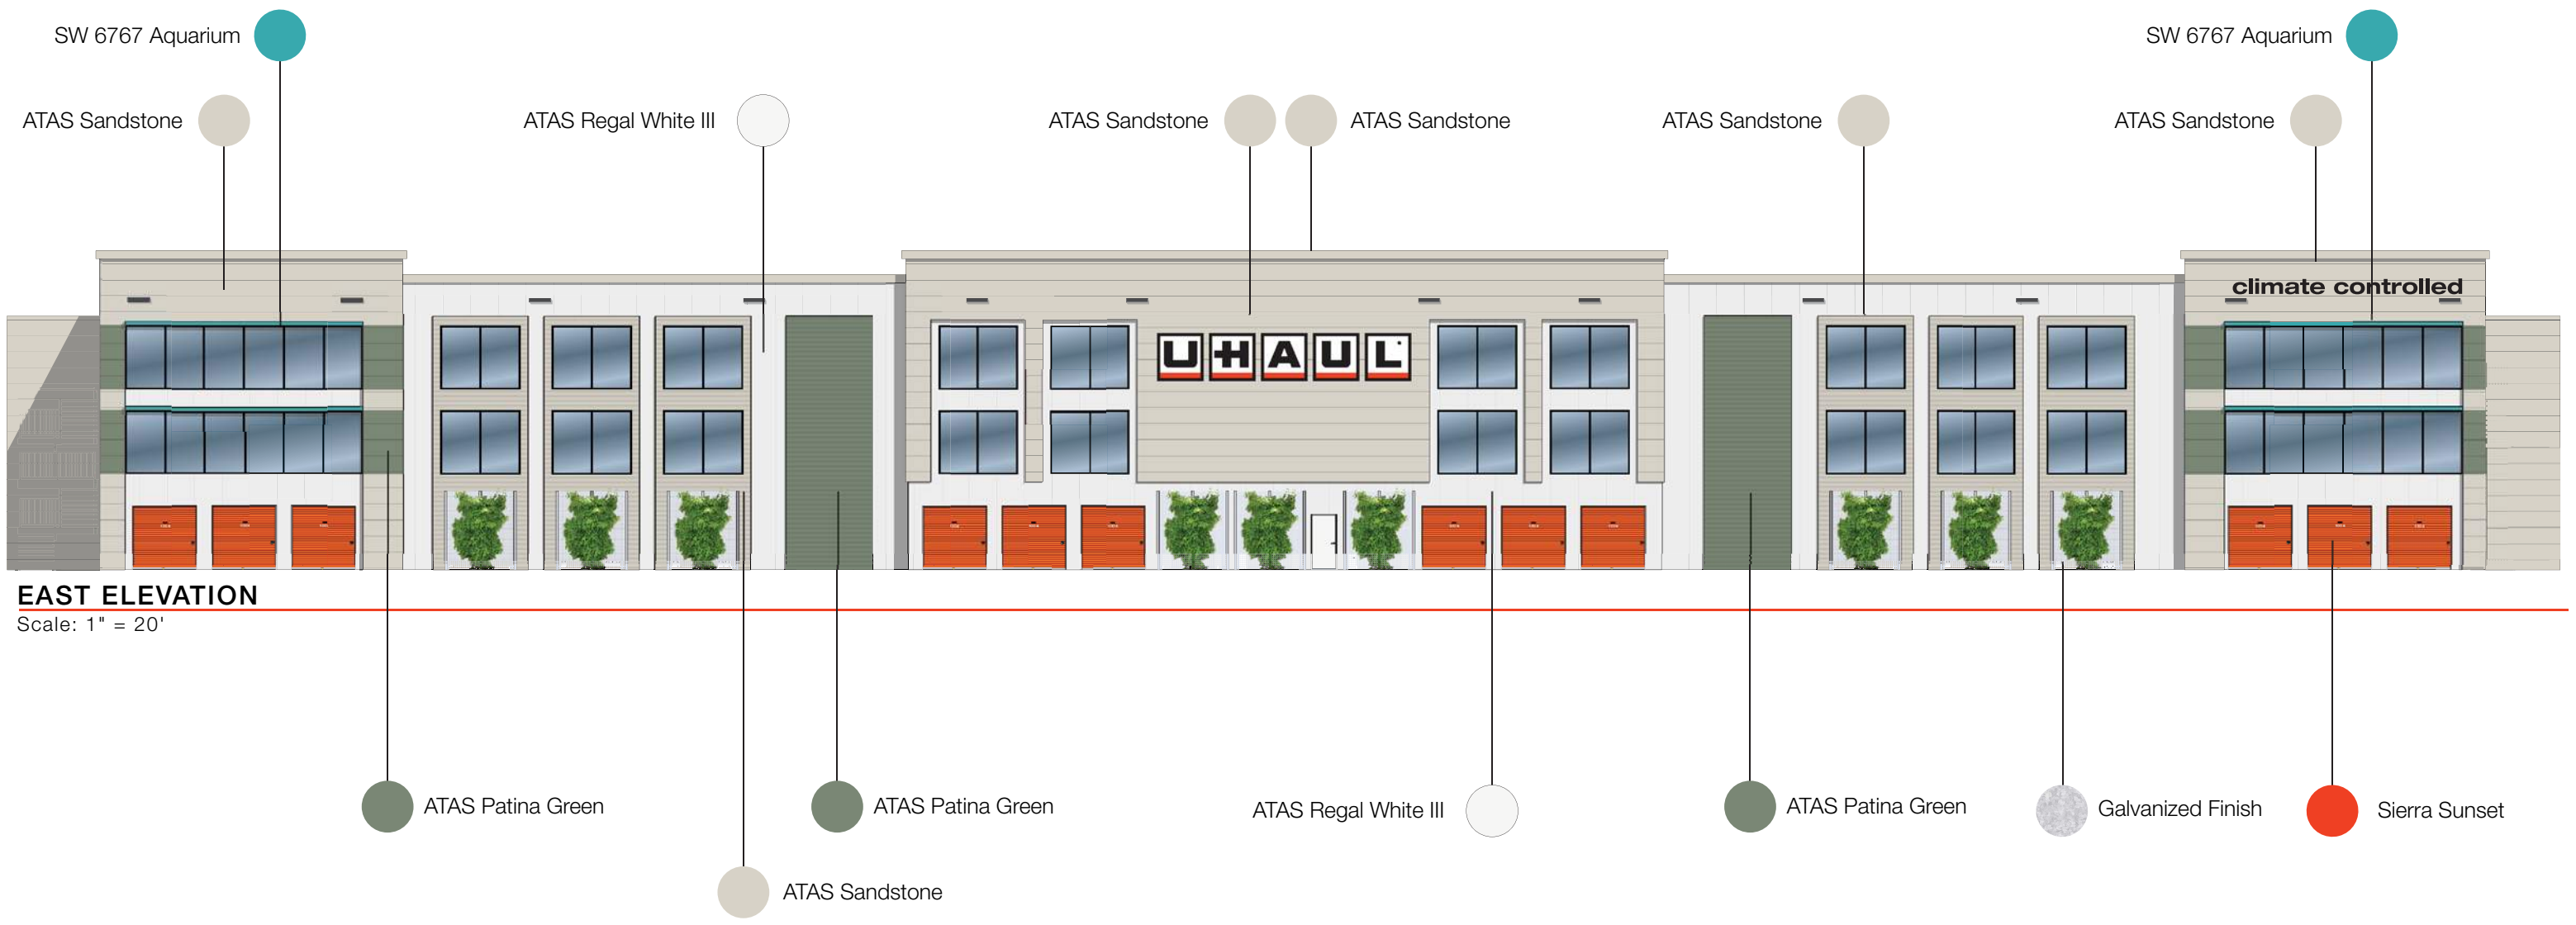 SW 6767 Aquarium
SW 6767 Aquarium
ATAS Sandstone
ATAS Regal White III
ATAS Sandstone
ATAS Sandstone
ATAS Sandstone
ATAS Sandstone
climate controlled
UHAUL
EAST ELEVATION
Scale: 1" = 20'
ATAS Patina Green
ATAS Patina Green
ATAS Regal White III
ATAS Patina Green
Galvanized Finish
Sierra Sunset
ATAS Sandstone